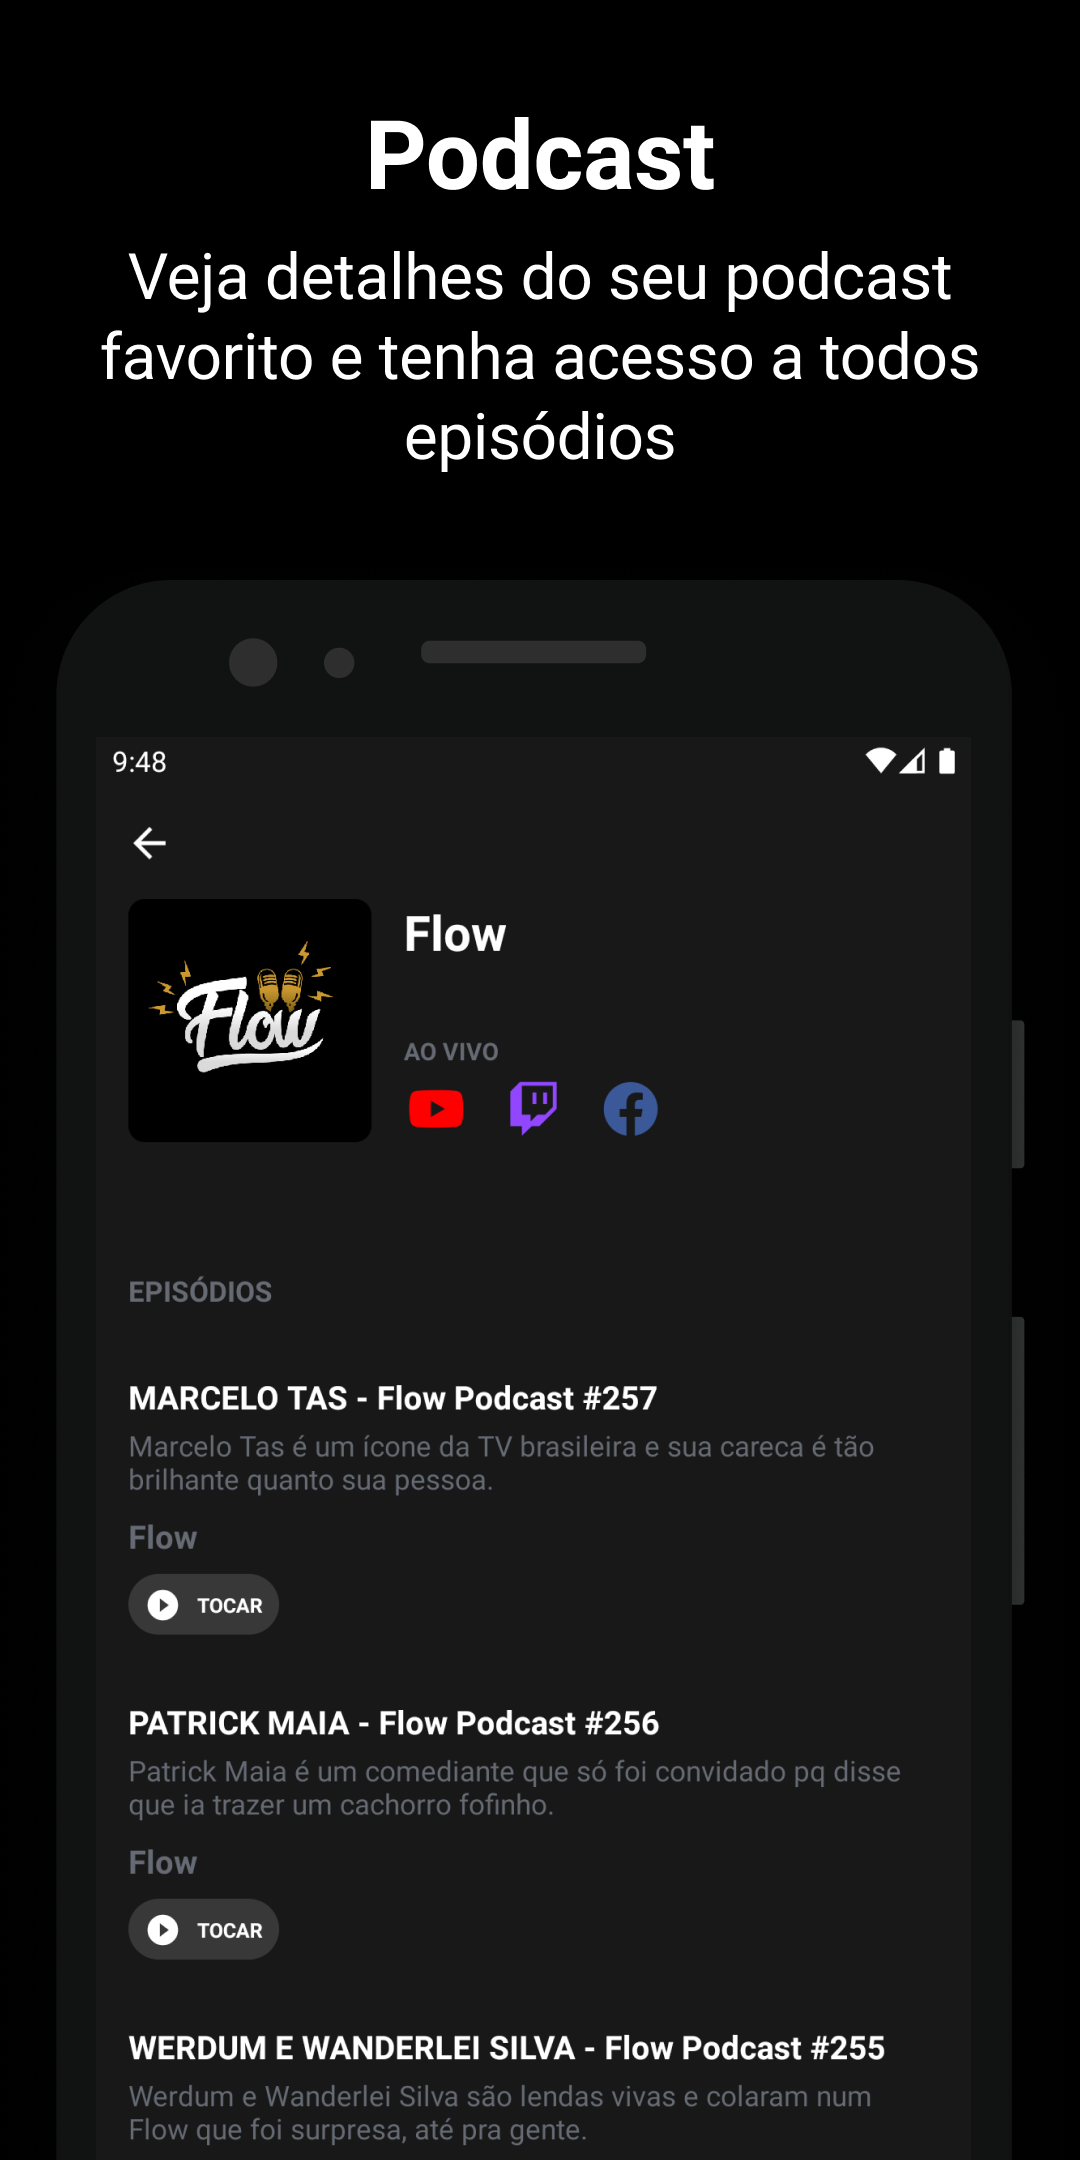 Podcast
Veja detalhes do seu podcast
favorito e tenha acesso a todos
episódios
9:48
Flow
Flow
AO VIVO
EPISÓDIOS
MARCELO TAS - Flow Podcast #257
Marcelo Tas é um ícone da TV brasileira e sua careca é tão
brilhante quanto sua pessoa.
Flow
TOCAR
PATRICK MAIA - Flow Podcast #256
Patrick Maia é um comediante que só foi convidado pq disse
que ia trazer um cachorro fofinho.
Flow
TOCAR
WERDUM E WANDERLEI SILVA - Flow Podcast #255
Werdum e Wanderlei Silva são lendas vivas e colaram num
Flow que foi surpresa, até pra gente.